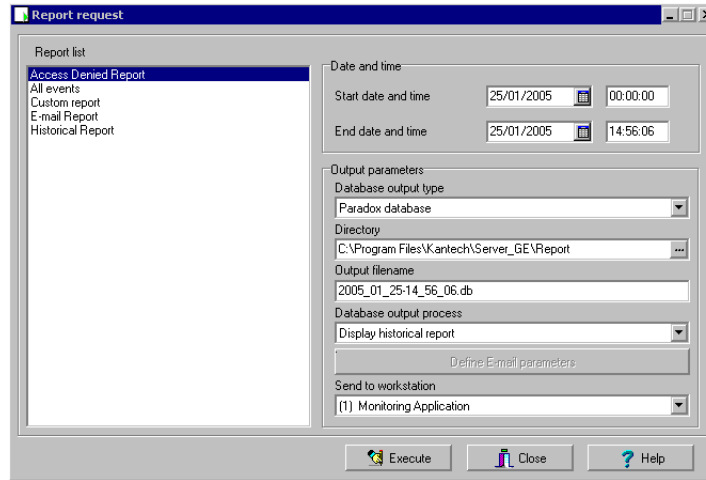 Report request
Report list
Access Denied Report
All events
Custom report
E-mail Report
Historical Report
Date and time
Start date and time 25/01/2005 00:00:00
End date and time 25/01/2005 14:56:06
Output parameters
Database output type
Paradox database
Directory
C:\Program Files\Kantech\Server_GE\Report ...
Output filename
2005_01_25-14_56_06.db
Database output process
Display historical report
Define E-mail parameters
Send to workstation
(1) Monitoring Application
Execute Close Help